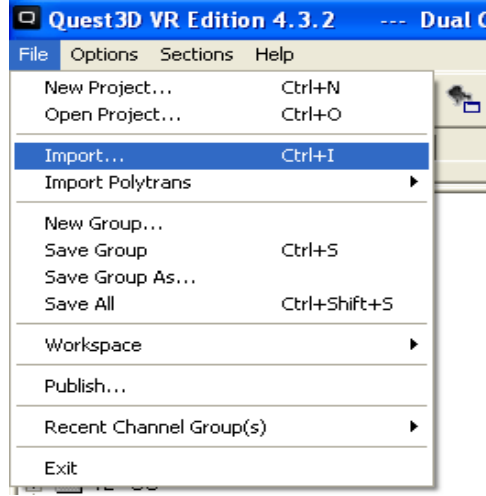 Quest3D VR Edition 4.3.2 --- Dual
File Options Sections Help
New Project... Ctrl+N
Open Project... Ctrl+O
Import... Ctrl+I
Import Polytrans
New Group...
Save Group Ctrl+S
Save Group As...
Save All Ctrl+Shift+S
Workspace
Publish...
Recent Channel Group(s)
Exit